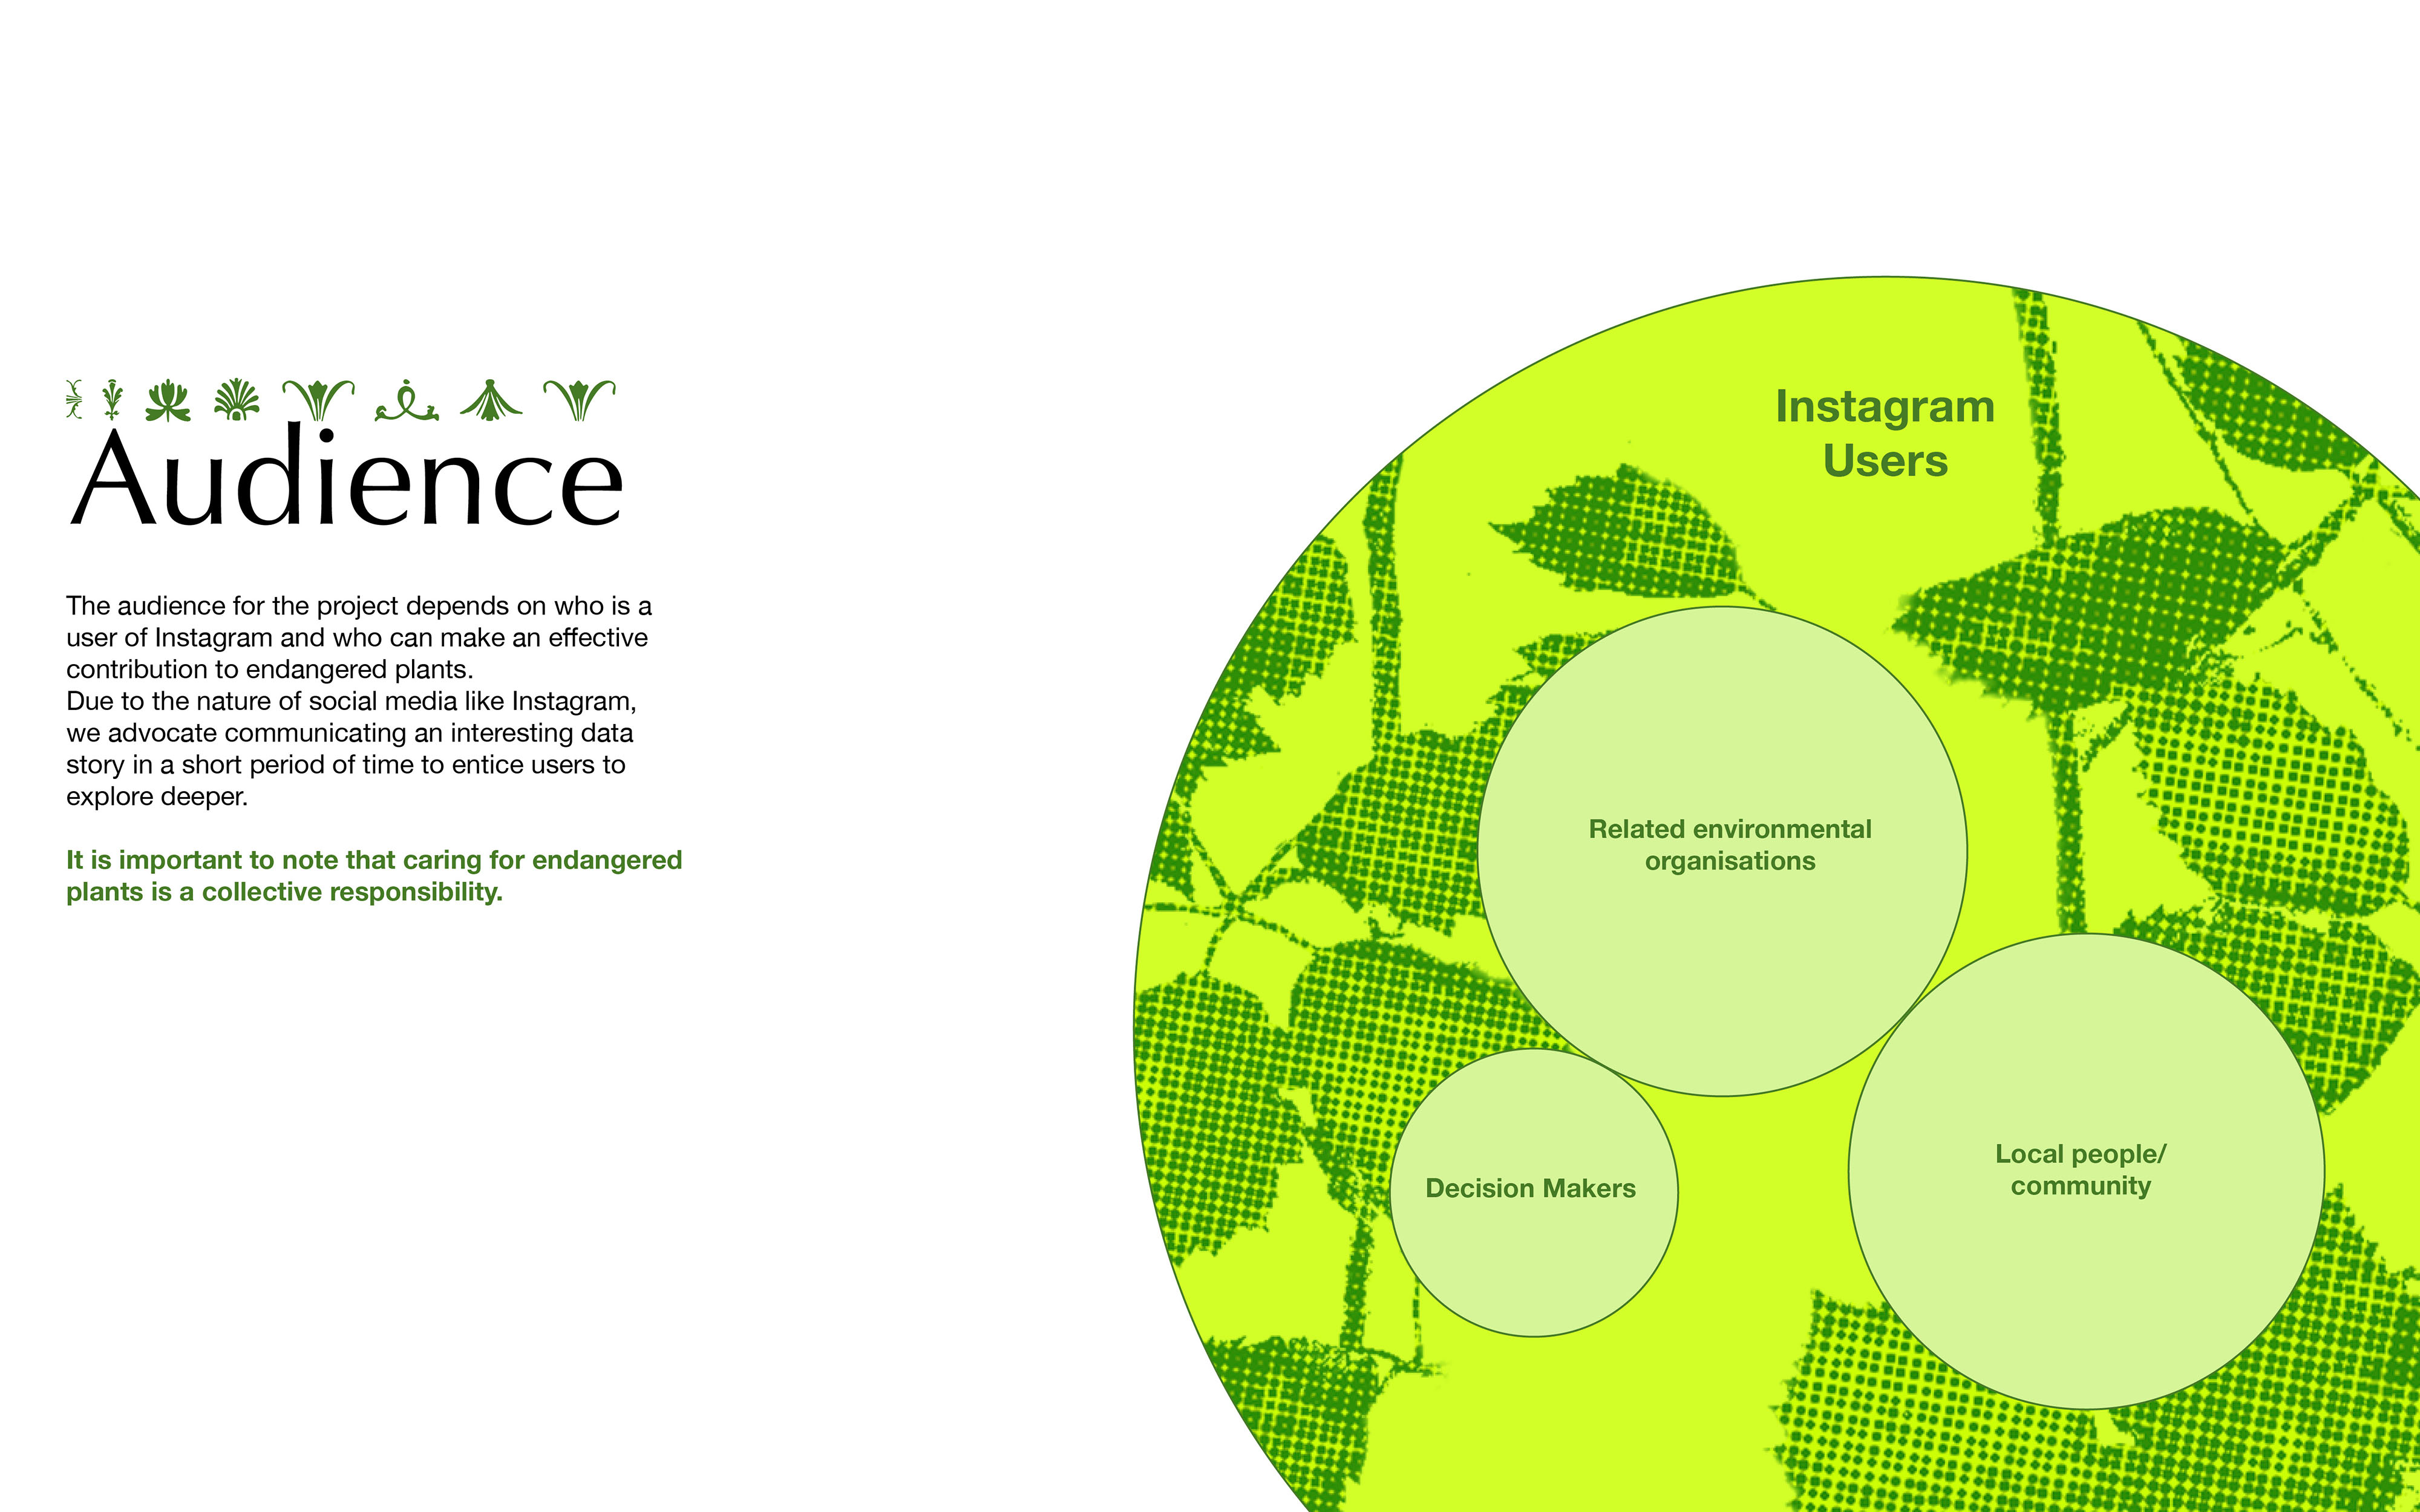 Audience
The audience for the project depends on who is a
user of Instagram and who can make an effective
contribution to endangered plants.
Due to the nature of social media like Instagram,
we advocate communicating an interesting data
story in a short period of time to entice users to
explore deeper.
It is important to note that caring for endangered
plants is a collective responsibility.
Instagram
Users
Related environmental
organisations
Decision Makers
Local people/
community